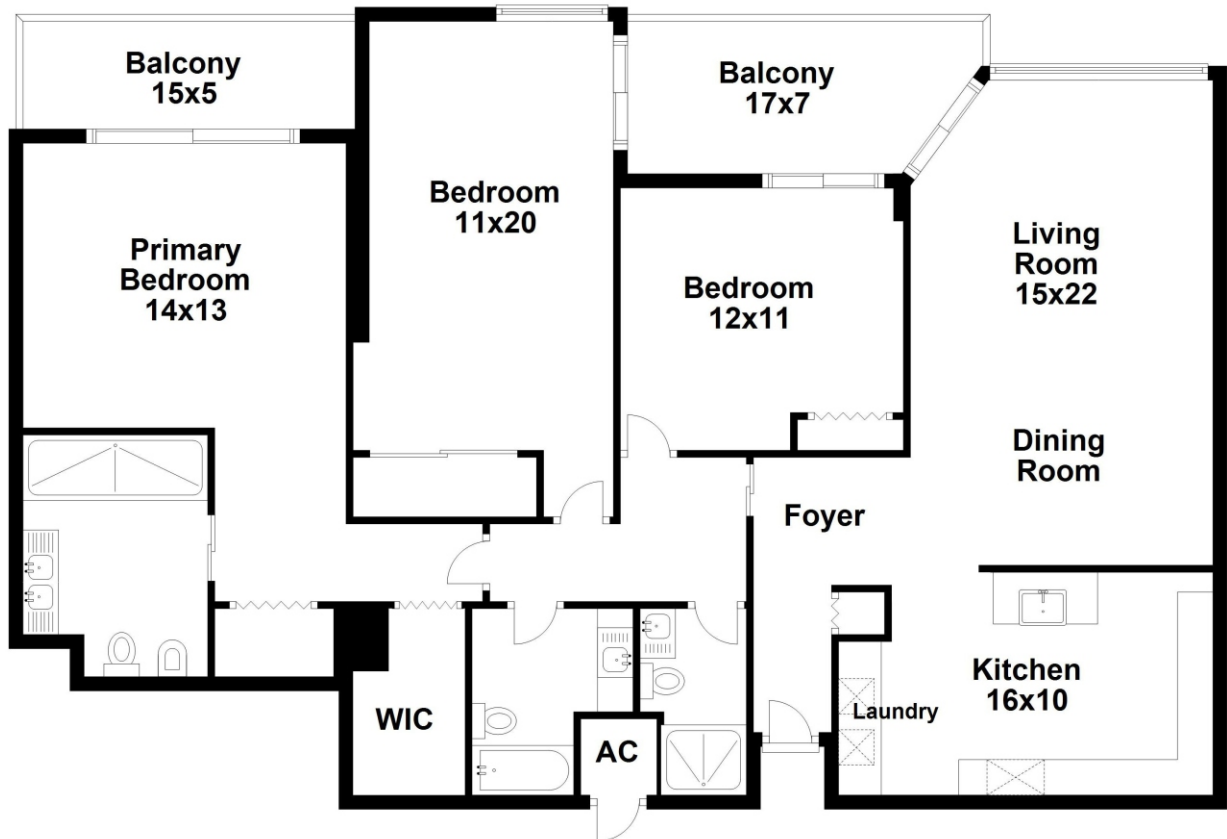 Balcony
15x5
Balcony
17x7
Bedroom
11x20
Primary
Bedroom
14x13
Bedroom
12x11
Living
Room
15x22
Dining
Room
Foyer
Kitchen
16x10
Laundry
WIC
AC